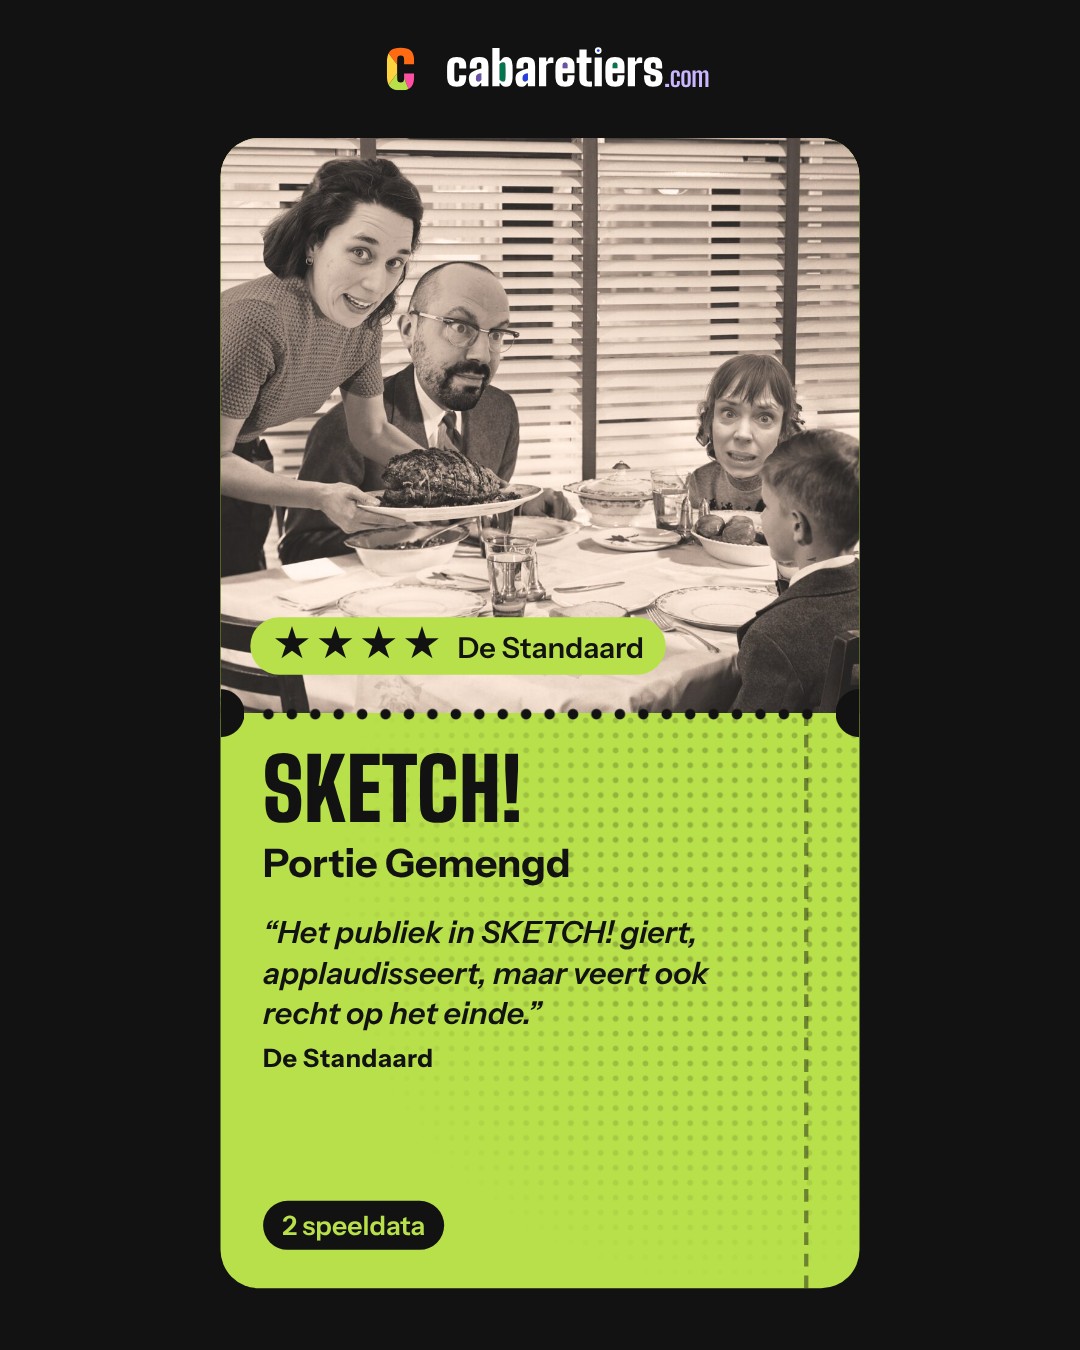 C cabaretiers.com
★★★★ De Standaard
SKETCH!
Portie Gemengd
“Het publiek in SKETCH! giert,
applaudisseert, maar veert ook
recht op het einde.”
De Standaard
2 speeldata